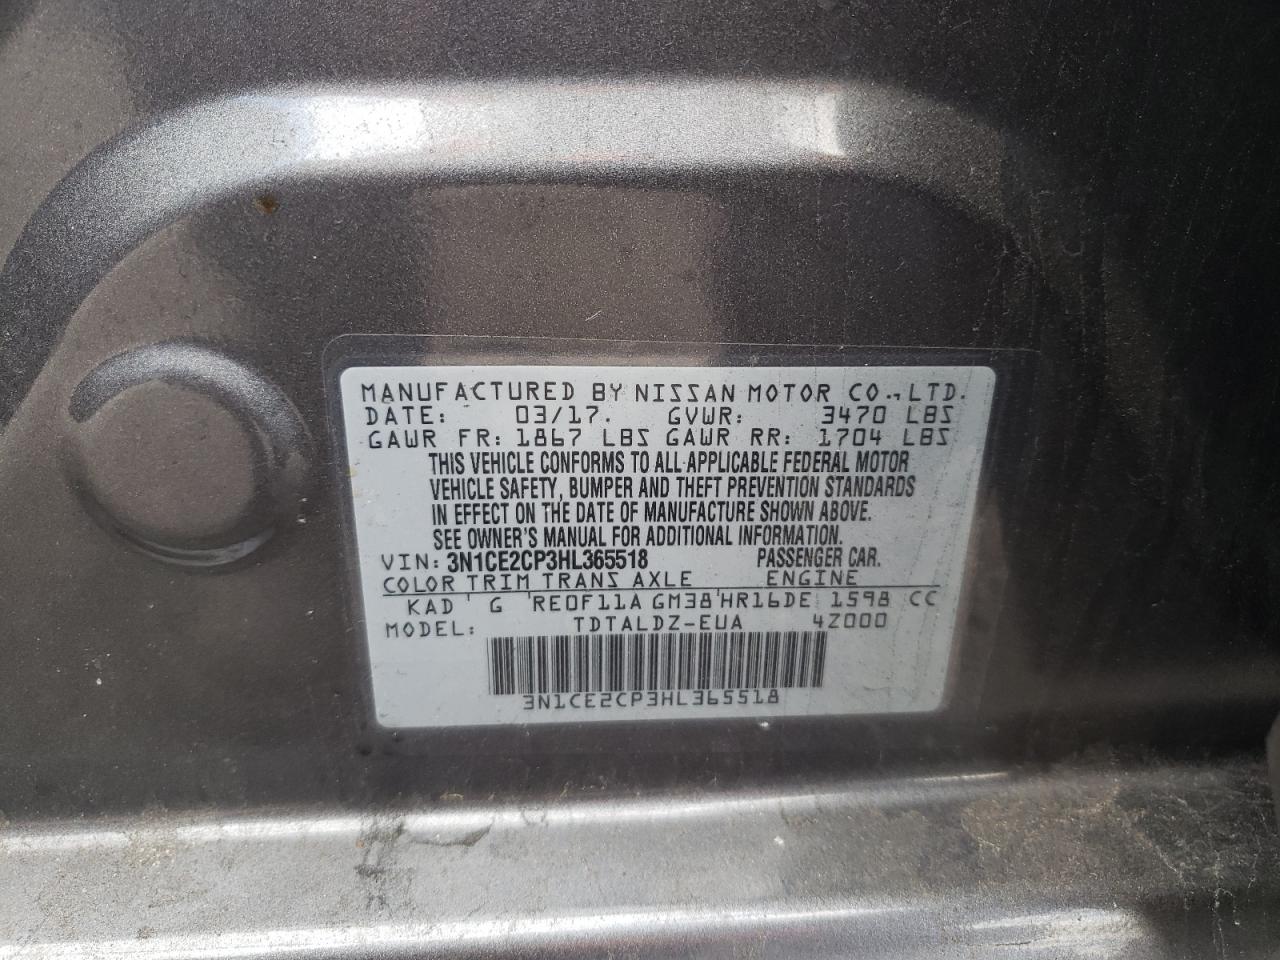 MANUFACTURED BY NISSAN MOTOR CO., LTD.
DATE: 03/17. GVWR: 3470 LBS
GAWR FR: 1867 LBS GAWR RR: 1704 LBS
THIS VEHICLE CONFORMS TO ALL APPLICABLE FEDERAL MOTOR
VEHICLE SAFETY, BUMPER AND THEFT PREVENTION STANDARDS
IN EFFECT ON THE DATE OF MANUFACTURE SHOWN ABOVE.
SEE OWNER'S MANUAL FOR ADDITIONAL INFORMATION.
VIN: 3N1CE2CP3HL365518 PASSENGER CAR.
COLOR TRIM TRANS AXLE ENGINE
KAD G RE0F11A GM38 HR16DE 1598 CC
MODEL: TDTALDZ-EUA 4Z000
3N1CE2CP3HL365518